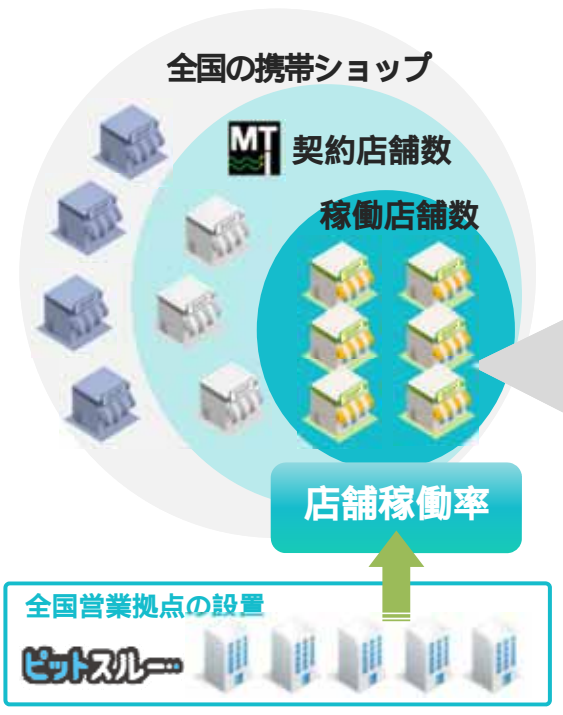 全国の携帯ショップ
MT 契約店舗数
稼働店舗数
店舗稼働率
全国営業拠点の設置
ピットスルー…